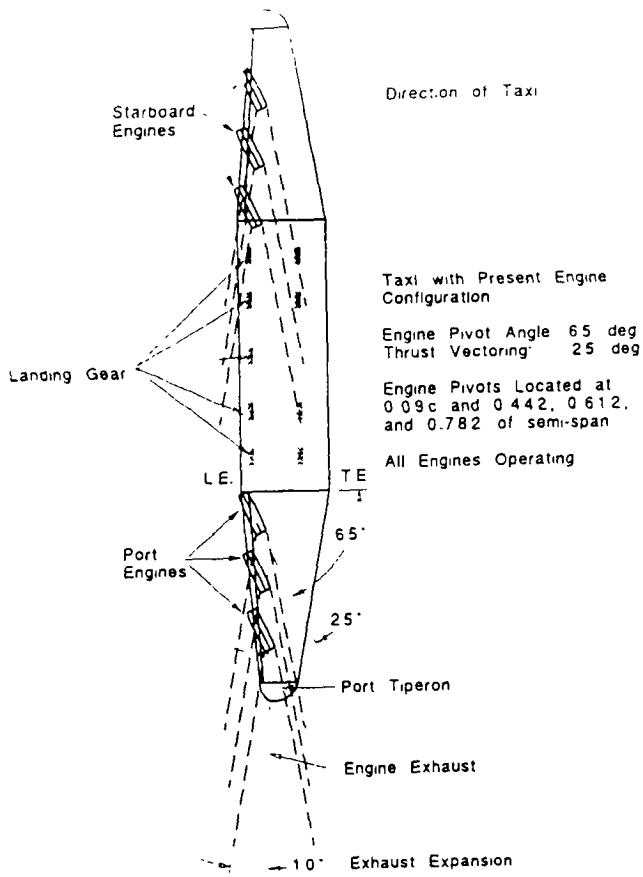 Direction of Taxi
Starboard
Engines
Taxi with Present Engine
Configuration
Engine Pivot Angle 65 deg
Thrust Vectoring 25 deg
Landing Gear
Engine Pivots Located at
0.09c and 0.442, 0.612,
and 0.782 of semi-span
All Engines Operating
L.E.
T.E
65°
Port
Engines
25°
Port Tiperon
Engine Exhaust
10° Exhaust Expansion